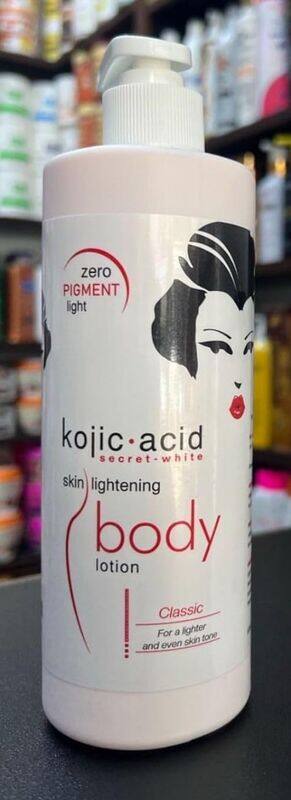 zero
PIGMENT
light
kojic·acid
secret-white
skin lightening
body
lotion
Classic
For a lighter
and even skin tone